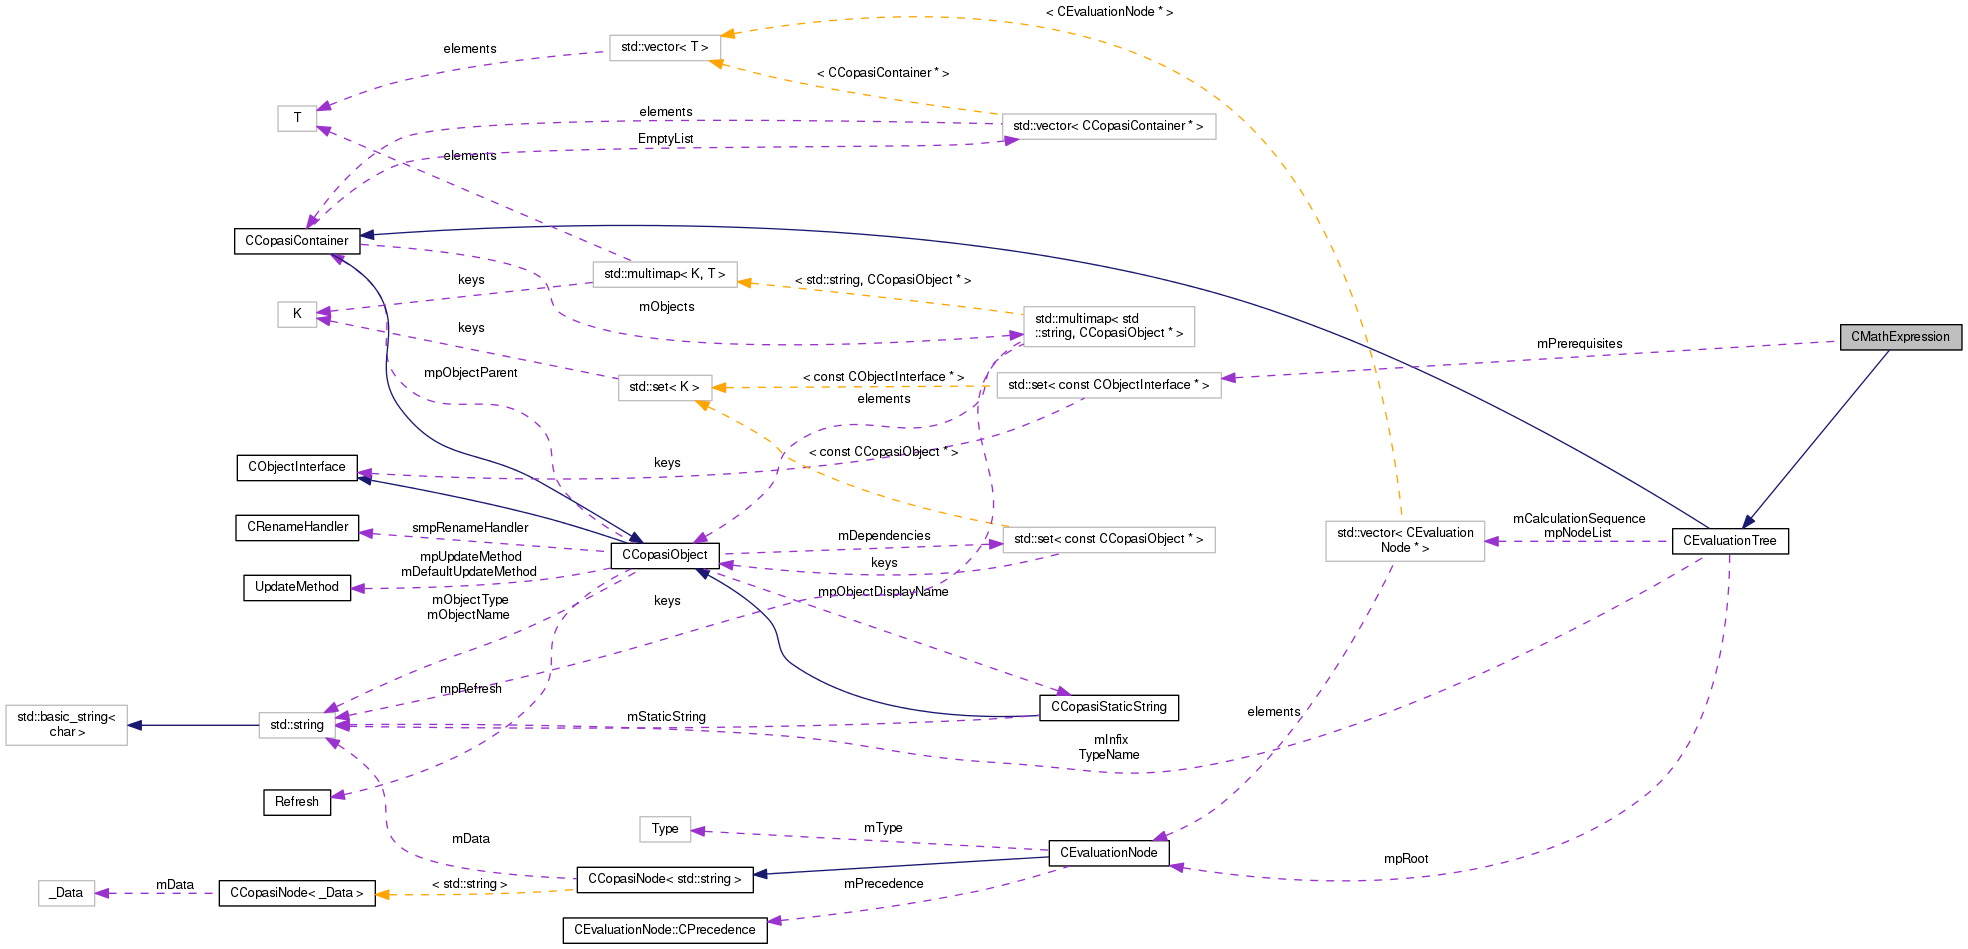 < CEvaluationNode * >
std::vector< T >
elements
< CCopasiContainer * >
T
elements
std::vector< CCopasiContainer * >
EmptyList
elements
CCopasiContainer
std::multimap< K, T >
keys
< std::string, CCopasiObject * >
K
mObjects
std::multimap< std
::string, CCopasiObject * >
keys
CMathExpression
mPrerequisites
mpObjectParent
std::set< K >
< const CObjectInterface * >
std::set< const CObjectInterface * >
elements
< const CCopasiObject * >
CObjectInterface
keys
CRenameHandler
smpRenameHandler
mCalculationSequence
mpNodeList
std::vector< CEvaluation
Node * >
CEvaluationTree
mDependencies
std::set< const CCopasiObject * >
CCopasiObject
mpUpdateMethod
mDefaultUpdateMethod
keys
UpdateMethod
mpObjectDisplayName
mObjectType
mObjectName
keys
mpRefresh
CCopasiStaticString
elements
std::basic_string<
char >
std::string
mStaticString
mInfix
TypeName
Refresh
Type
mType
mData
CEvaluationNode
mpRoot
_Data
mData
CCopasiNode< _Data >
< std::string >
CCopasiNode< std::string >
mPrecedence
CEvaluationNode::CPrecedence